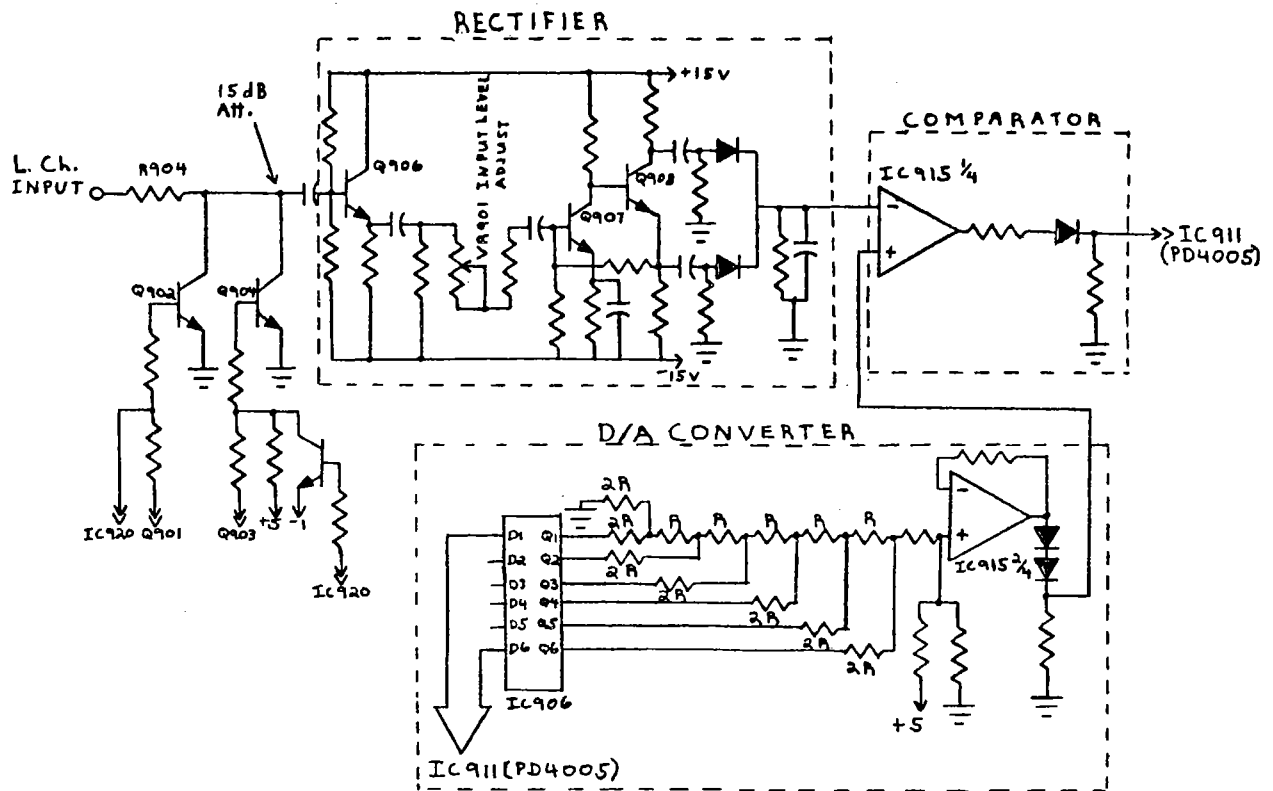 RECTIFIER
+15V
15dB
Att.
COMPARATOR
L. Ch.
INPUT
R904
Q906
VR901 INPUT LEVEL
ADJUST
Q908
Q907
IC915 1/4
-
+
IC911
(PD4005)
Q902
Q904
-15V
D/A CONVERTER
IC920
Q901
Q903
+5
-1
IC920
2R
2R
R
R
R
R
R
-
+
IC915 2/4
D1
Q1
D2
Q2
2R
D3
Q3
2R
D4
Q4
2R
D5
Q5
2R
D6
Q6
2R
IC906
+5
IC911(PD4005)